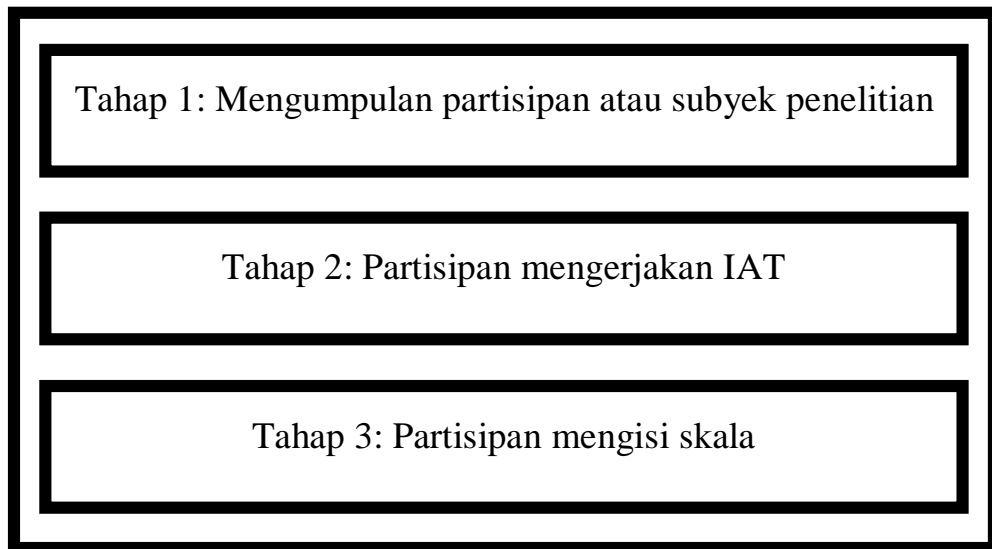 Tahap 1: Mengumpulan partisipan atau subyek penelitian
Tahap 2: Partisipan mengerjakan IAT
Tahap 3: Partisipan mengisi skala